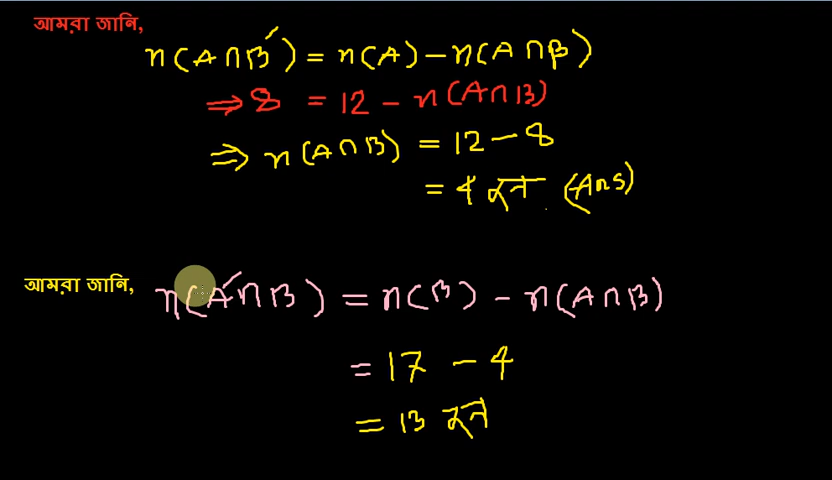 আমরা জানি,
n(A∩B′) = n(A) – n(A∩B)
⇒ 8 = 12 – n(A∩B)
⇒ n(A∩B) = 12 – 8
= 4 জন (Ans)
আমরা জানি, n(A′∩B) = n(B) – n(A∩B)
= 17 – 4
= 13 জন